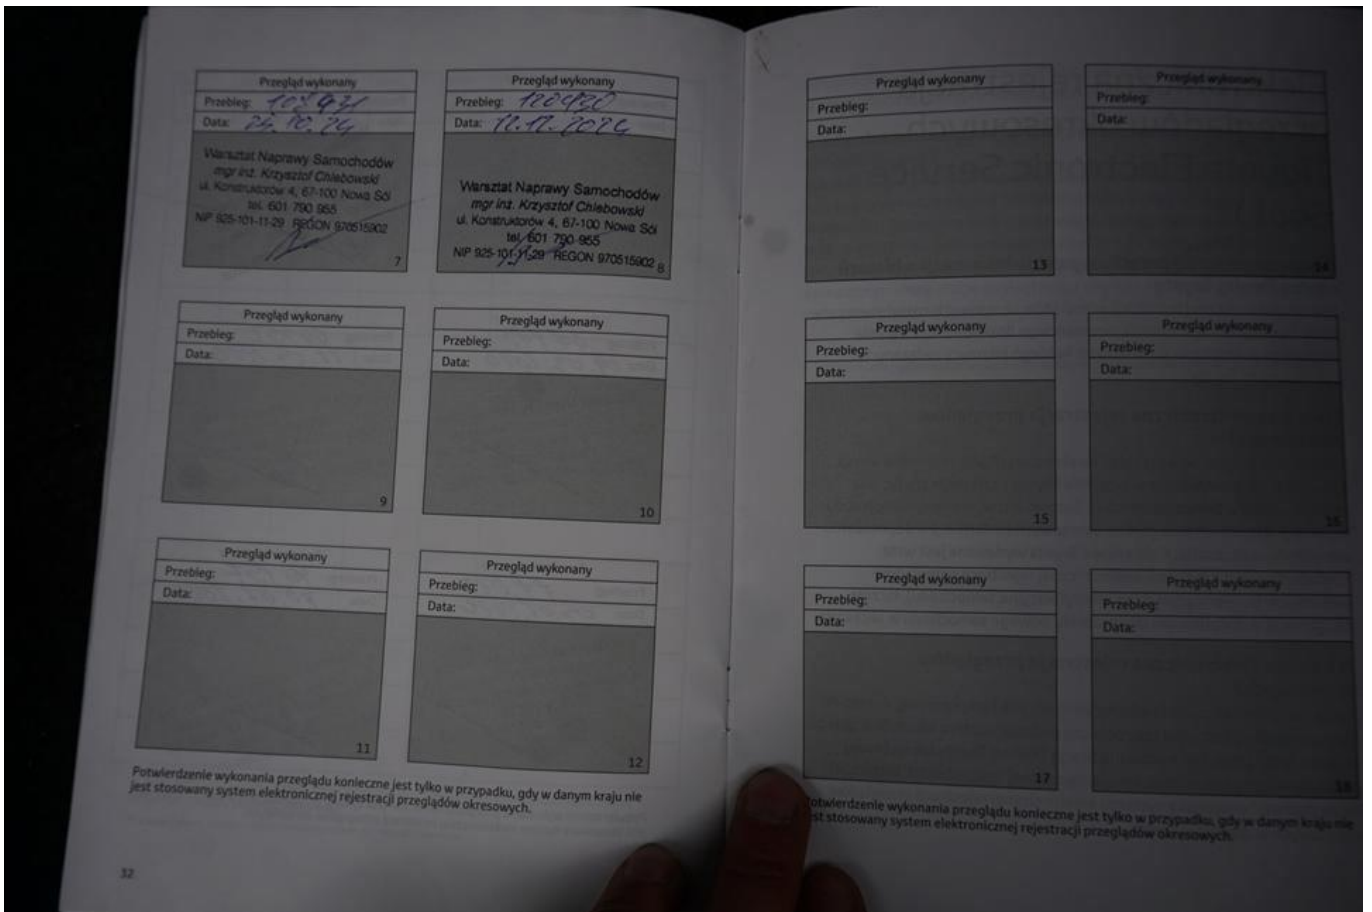 Przegląd wykonany
Przebieg:
Data: 12.12.2024
Przegląd wykonany
Przebieg: 120420
Data:
Warsztat Naprawy Samochodów
mgr inż. Krzysztof Chlebowski
ul. Konstruktorów 4, 67-100 Nowa Sól
tel. 601 790 955
NIP 925-101-11-29 REGON 970515902
7
Warsztat Naprawy Samochodów
mgr inż. Krzysztof Chlebowski
ul. Konstruktorów 4, 67-100 Nowa Sól
tel. 601 790 955
NIP 925-101-11-29 REGON 970515902
8
Przegląd wykonany
Przebieg:
Data:
9
Przegląd wykonany
Przebieg:
Data:
10
Przegląd wykonany
Przebieg:
Data:
11
Przegląd wykonany
Przebieg:
Data:
12
Potwierdzenie wykonania przeglądu konieczne jest tylko w przypadku, gdy w danym kraju nie
jest stosowany system elektronicznej rejestracji przeglądów okresowych.
32
Przegląd wykonany
Przebieg:
Data:
13
Przegląd wykonany
Przebieg:
Data:
14
Przegląd wykonany
Przebieg:
Data:
15
Przegląd wykonany
Przebieg:
Data:
16
Przegląd wykonany
Przebieg:
Data:
17
Przegląd wykonany
Przebieg:
Data:
18
otwierdzenie wykonania przeglądu konieczne jest tylko w przypadku, gdy w danym kraju nie
st stosowany system elektronicznej rejestracji przeglądów okresowych.